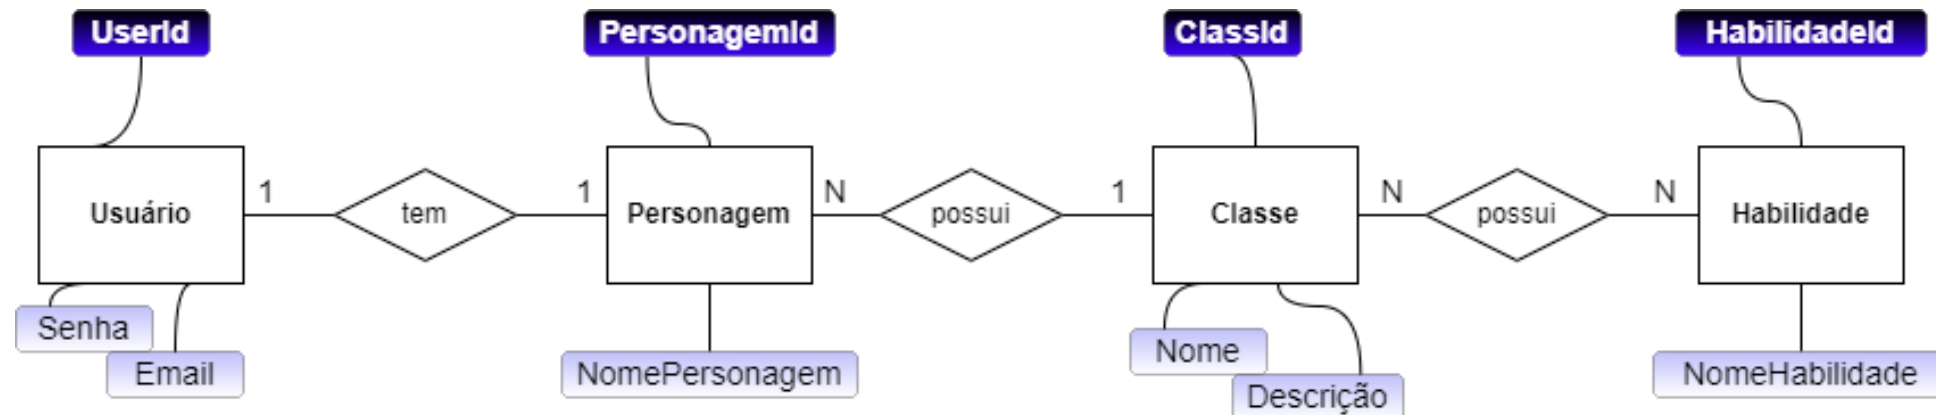 UserId
PersonagemId
ClassId
HabilidadeId
Usuário
1
tem
1
Personagem
N
possui
1
Classe
N
possui
N
Habilidade
Senha
Email
NomePersonagem
Nome
Descrição
NomeHabilidade